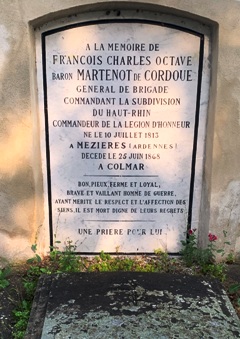 A LA MEMOIRE DE
FRANCOIS CHARLES OCTAVE
BARON MARTENOT DE CORDOUE
GENERAL DE BRIGADE
COMMANDANT LA SUBDIVISION
DU HAUT-RHIN
COMMANDEUR DE LA LEGION D'HONNEUR
NE LE 10 JUILLET 1813
A MEZIERES (ARDENNES)
DECEDE LE 25 JUIN 1868
A COLMAR
BON, PIEUX, FERME ET LOYAL,
BRAVE ET VAILLANT HOMME DE GUERRE,
AYANT MERITE LE RESPECT ET L'AFFECTION DES
SIENS, IL EST MORT DIGNE DE LEURS REGRETS
UNE PRIERE POUR LUI